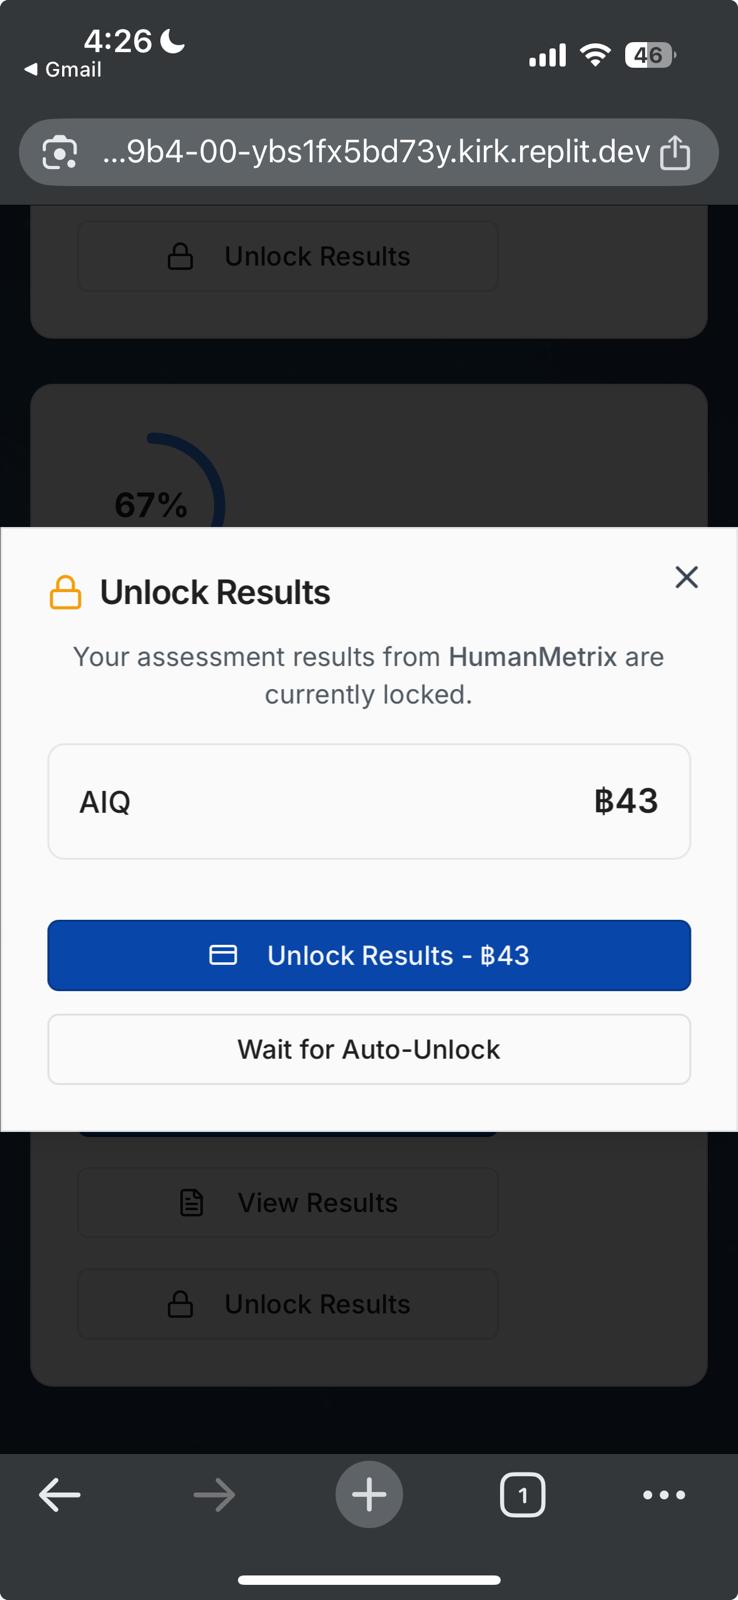 4:26
46
◀ Gmail
...9b4-00-ybs1fx5bd73y.kirk.replit.dev
Unlock Results
67%
Unlock Results
Your assessment results from HumanMetrix are
currently locked.
AIQ ฿43
Unlock Results - ฿43
Wait for Auto-Unlock
View Results
Unlock Results
1